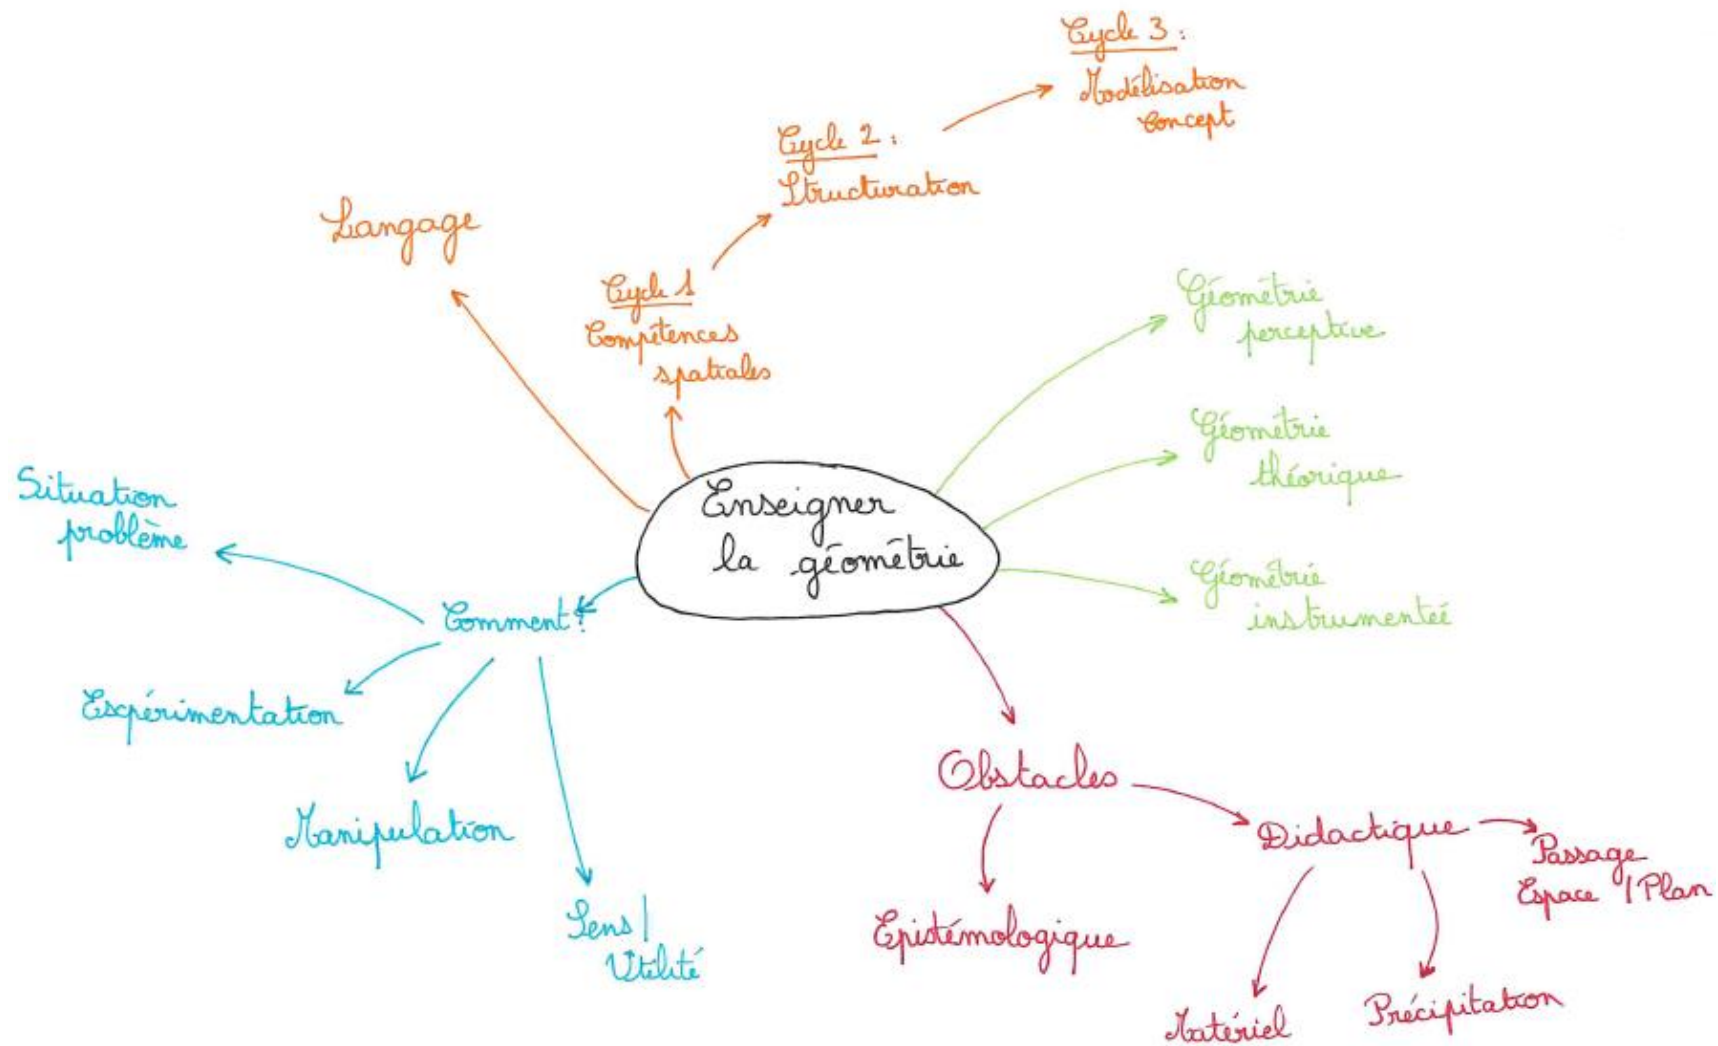 Cycle 3 :
Modélisation
concept
Cycle 2 :
Structuration
Langage
Cycle 1
Compétences
spatiales
Géométrie
perceptive
Géométrie
théorique
Géométrie
instrumentée
Enseigner
la géométrie
Situation
problème
Comment ?
Expérimentation
Manipulation
Sens /
Utilité
Obstacles
Epistémologique
Didactique
Passage
Espace / Plan
Matériel
Précipitation